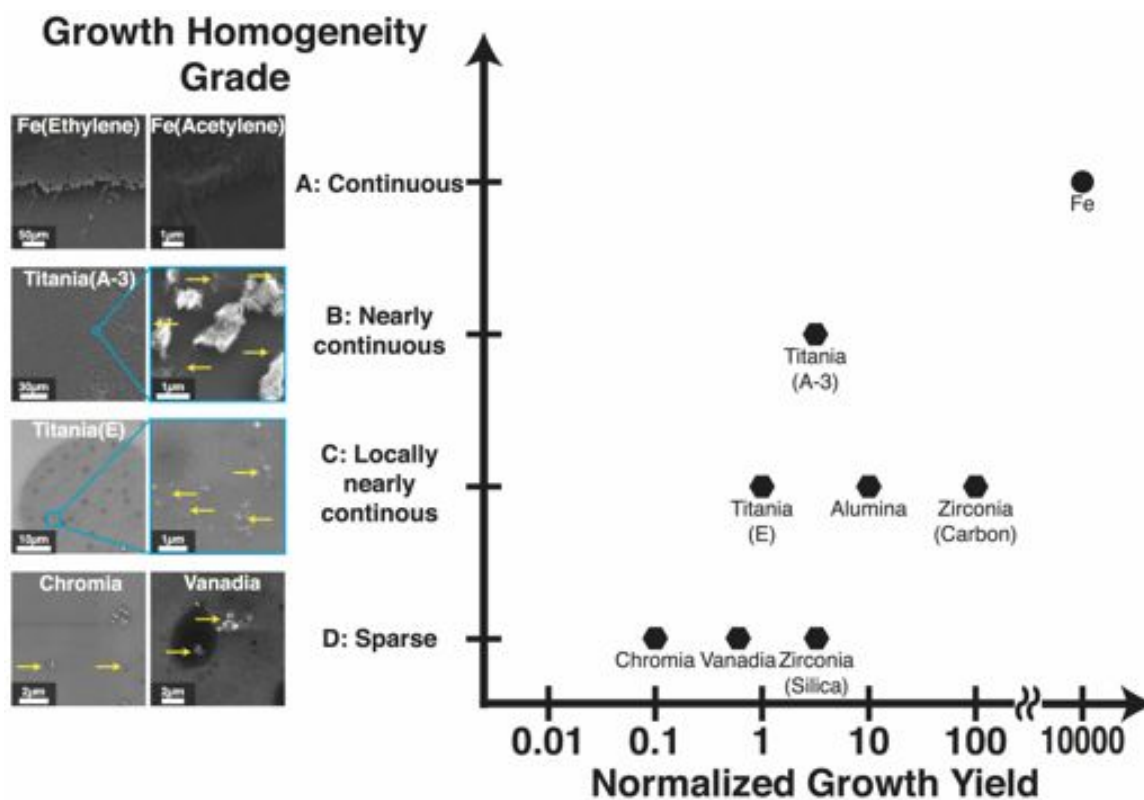 Growth Homogeneity
Grade
Fe(Ethylene)
Fe(Acetylene)
50µm
1µm
A: Continuous
Fe
Titania(A-3)
30µm
1µm
B: Nearly
continuous
Titania
(A-3)
Titania(E)
10µm
1µm
C: Locally
nearly
continous
Titania
(E)
Alumina
Zirconia
(Carbon)
Chromia
Vanadia
2µm
2µm
D: Sparse
Chromia
Vanadia
Zirconia
(Silica)
0.01
0.1
1
10
100
10000
Normalized Growth Yield